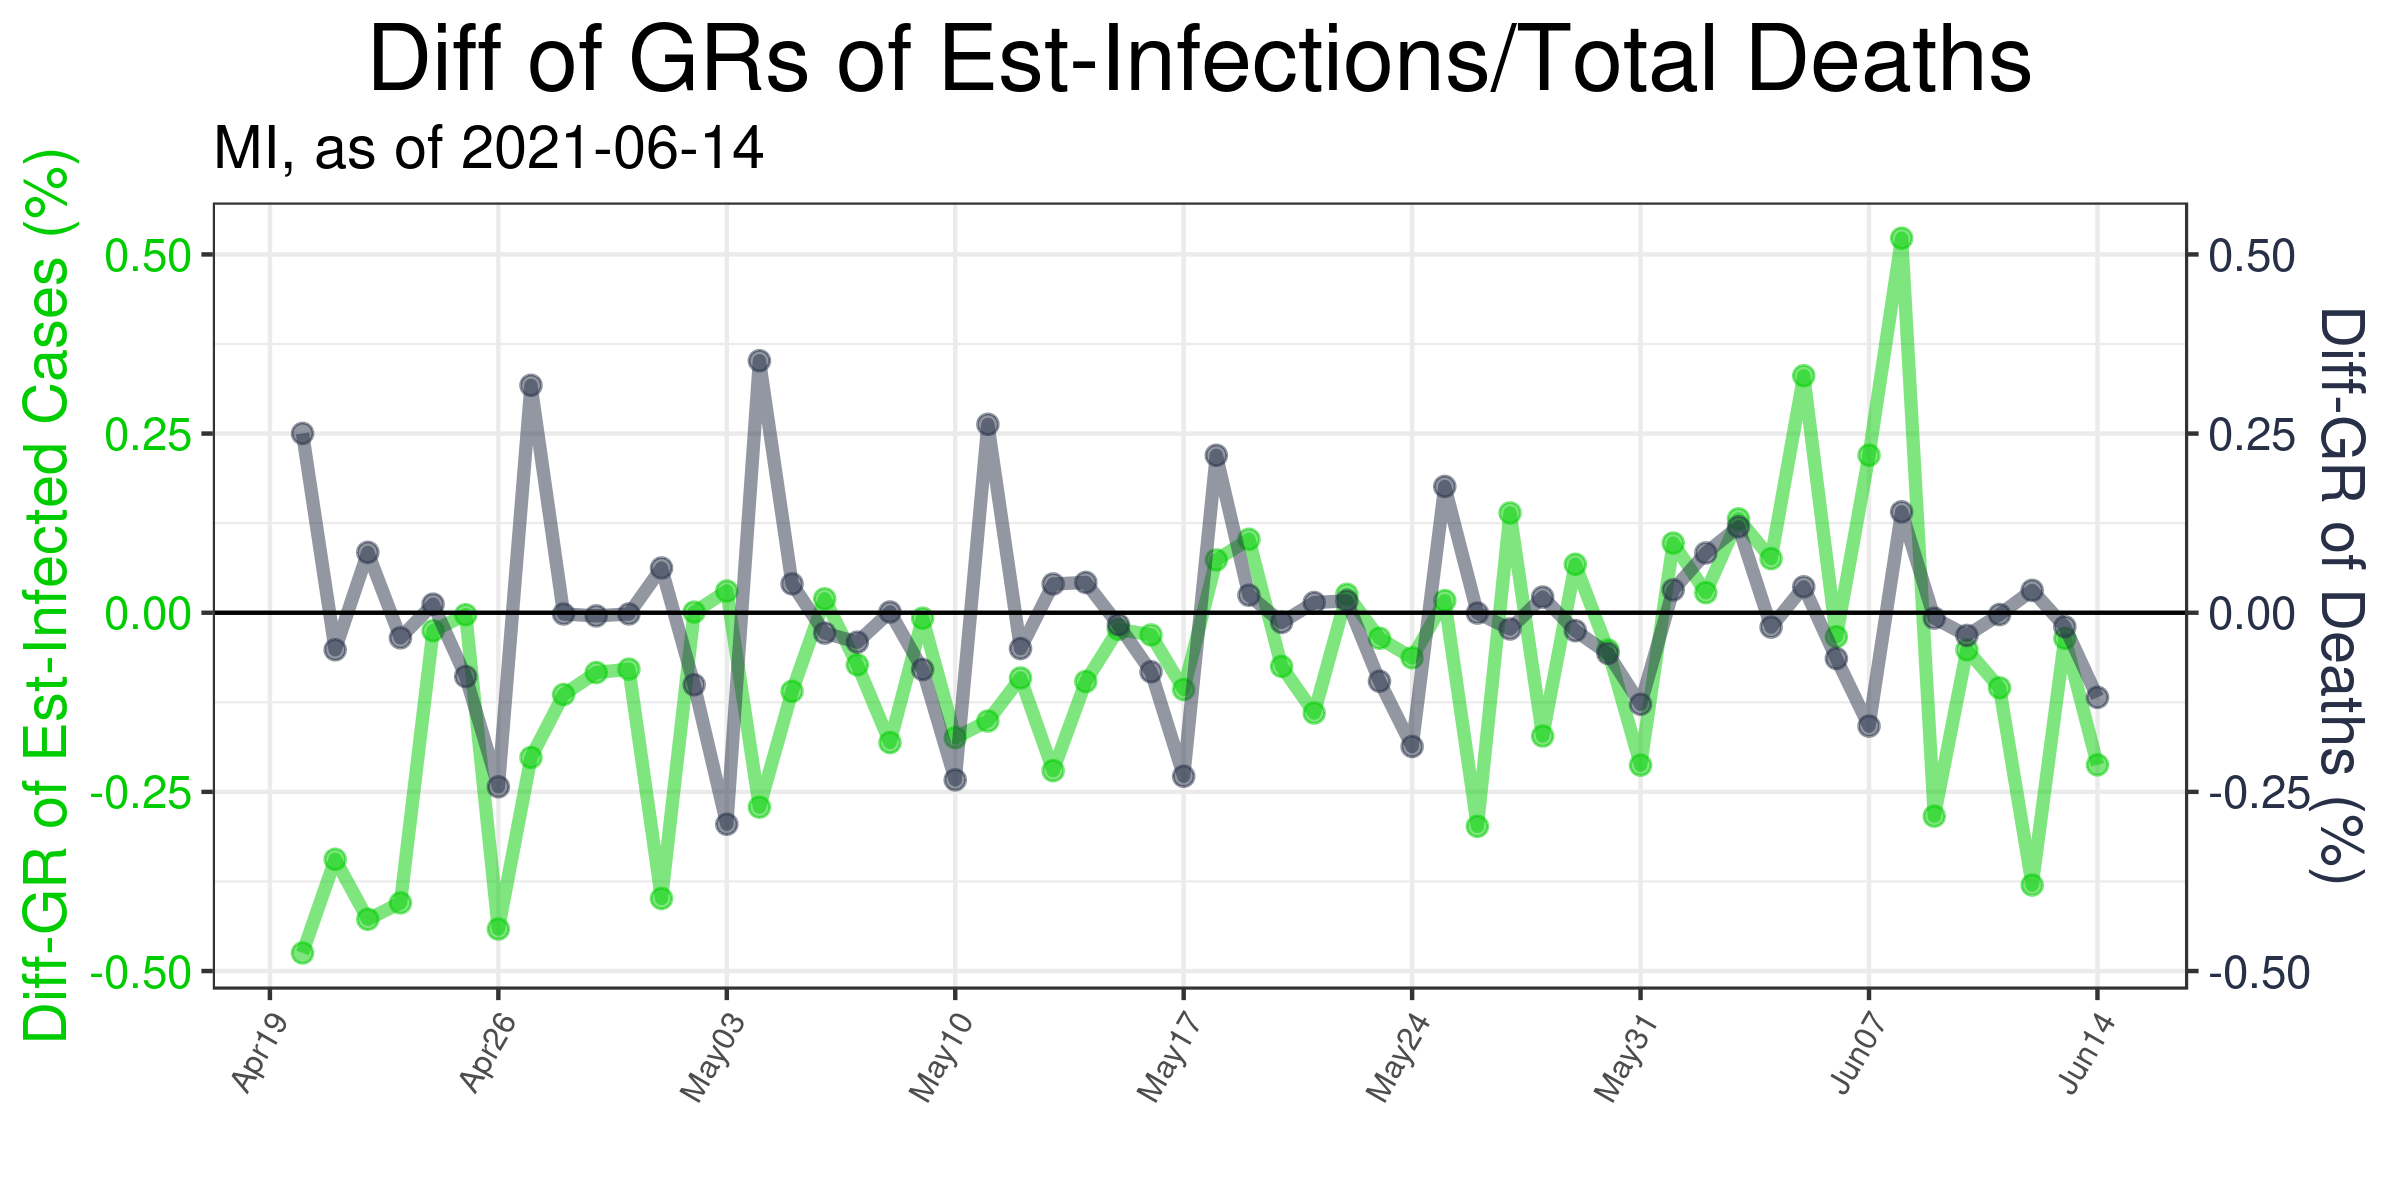 Diff of GRs of Est-Infections/Total Deaths
MI, as of 2021-06-14
Diff-GR of Est-Infected Cases (%)
0.50
0.25
0.00
-0.25
-0.50
0.50
0.25
0.00
-0.25
-0.50
Diff-GR of Deaths (%)
Apr19
Apr26
May03
May10
May17
May24
May31
Jun07
Jun14